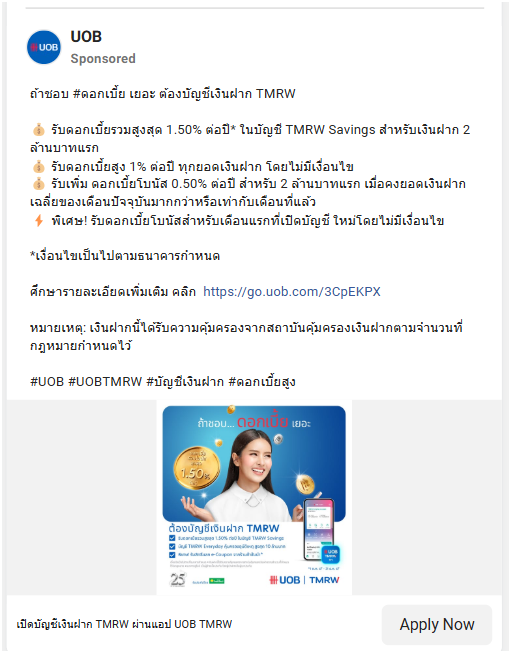 UOB
UOB
Sponsored
ถ้าชอบ #ดอกเบี้ย เยอะ ต้องบัญชีเงินฝาก TMRW
💰 รับดอกเบี้ยรวมสูงสุด 1.50% ต่อปี* ในบัญชี TMRW Savings สำหรับเงินฝาก 2
ล้านบาทแรก
💰 รับดอกเบี้ยสูง 1% ต่อปี ทุกยอดเงินฝาก โดยไม่มีเงื่อนไข
💰 รับเพิ่ม ดอกเบี้ยโบนัส 0.50% ต่อปี สำหรับ 2 ล้านบาทแรก เมื่อคงยอดเงินฝาก
เฉลี่ยของเดือนปัจจุบันมากกว่าหรือเท่ากับเดือนที่แล้ว
⚡ พิเศษ! รับดอกเบี้ยโบนัสสำหรับเดือนแรกที่เปิดบัญชี ใหม่โดยไม่มีเงื่อนไข
*เงื่อนไขเป็นไปตามธนาคารกำหนด
ศึกษารายละเอียดเพิ่มเติม คลิก https://go.uob.com/3CpEKPX
หมายเหตุ: เงินฝากนี้ได้รับความคุ้มครองจากสถาบันคุ้มครองเงินฝากตามจำนวนที่
กฎหมายกำหนดไว้
#UOB #UOBTMRW #บัญชีเงินฝาก #ดอกเบี้ยสูง
ถ้าชอบ... ดอกเบี้ย เยอะ
1.50%
ต้องบัญชีเงินฝาก TMRW
25
UOB TMRW
UOB | TMRW
เปิดบัญชีเงินฝาก TMRW ผ่านแอป UOB TMRW
Apply Now